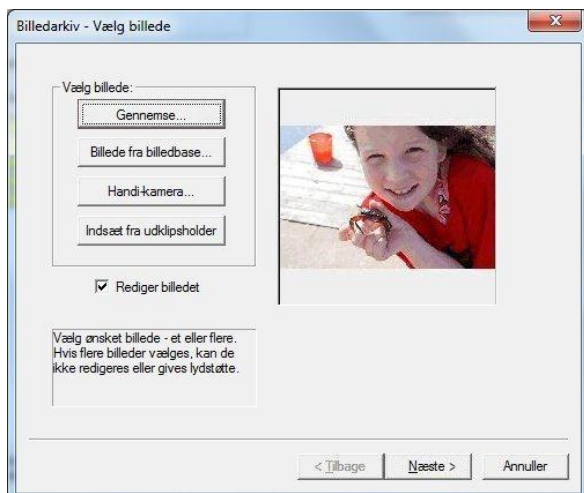 Billedarkiv - Vælg billede
Vælg billede:
Gennemse...
Billede fra billedbase...
Handi-kamera...
Indsæt fra udklipsholder
Rediger billedet
Vælg ønsket billede - et eller flere.
Hvis flere billeder vælges, kan de
ikke redigeres eller gives lydstøtte.
< Tilbage
Næste >
Annuller